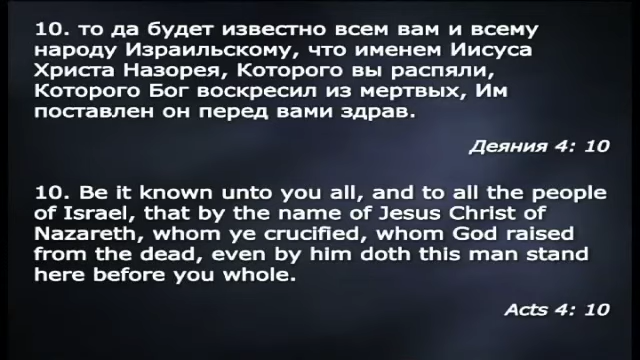 10. то да будет известно всем вам и всему
народу Израильскому, что именем Иисуса
Христа Назорея, Которого вы распяли,
Которого Бог воскресил из мертвых, Им
поставлен он перед вами здрав.
Деяния 4: 10
10. Be it known unto you all, and to all the people
of Israel, that by the name of Jesus Christ of
Nazareth, whom ye crucified, whom God raised
from the dead, even by him doth this man stand
here before you whole.
Acts 4: 10